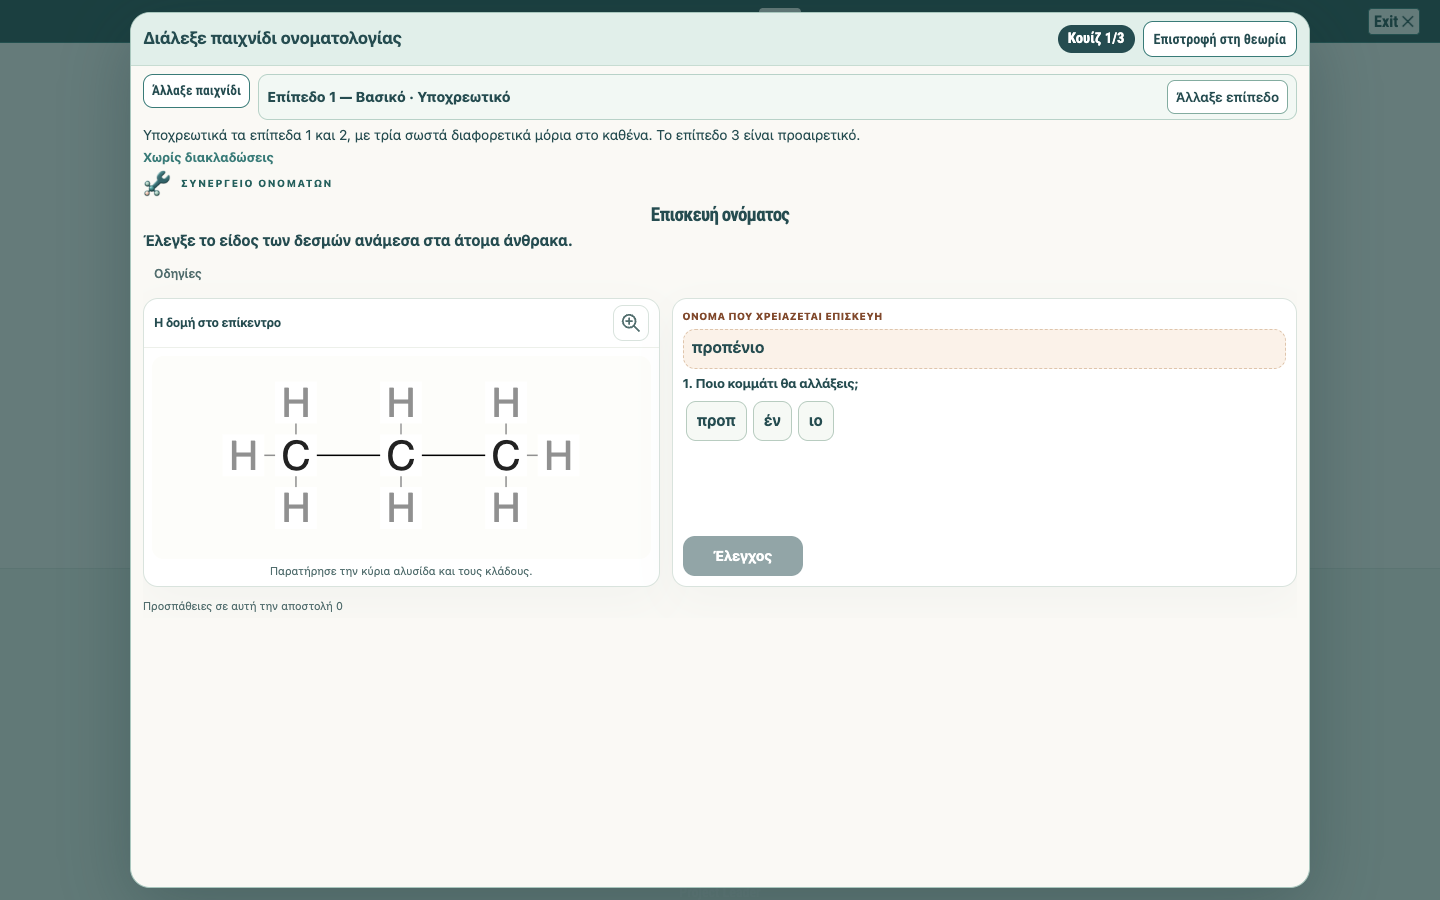 Exit
Διάλεξε παιχνίδι ονοματολογίας
Κουίζ 1/3
Επιστροφή στη θεωρία
Άλλαξε παιχνίδι
Επίπεδο 1 — Βασικό · Υποχρεωτικό
Άλλαξε επίπεδο
Υποχρεωτικά τα επίπεδα 1 και 2, με τρία σωστά διαφορετικά μόρια στο καθένα. Το επίπεδο 3 είναι προαιρετικό.
Χωρίς διακλαδώσεις
ΣΥΝΕΡΓΕΙΟ ΟΝΟΜΑΤΩΝ
Επισκευή ονόματος
Έλεγξε το είδος των δεσμών ανάμεσα στα άτομα άνθρακα.
Οδηγίες
Η δομή στο επίκεντρο
H H H
H C C C H
H H H
Παρατήρησε την κύρια αλυσίδα και τους κλάδους.
ΟΝΟΜΑ ΠΟΥ ΧΡΕΙΑΖΕΤΑΙ ΕΠΙΣΚΕΥΗ
προπένιο
1. Ποιο κομμάτι θα αλλάξεις;
προπ έν ιο
Έλεγχος
Προσπάθειες σε αυτή την αποστολή 0